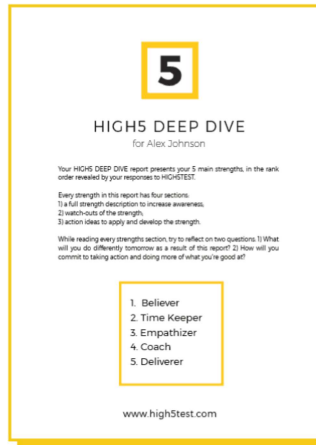 5
HIGH5 DEEP DIVE
for Alex Johnson
Your HIGH5 DEEP DIVE report presents your 5 main strengths, in the rank
order revealed by your responses to HIGH5TEST.
Every strength in this report has four sections:
1) a full strength description to increase awareness,
2) watch-outs of the strength,
3) action ideas to apply and develop the strength.
While reading every strengths section, try to reflect on two questions. 1) What
will you do differently tomorrow as a result of this report? 2) How will you
commit to taking action and doing more of what you're good at?
1. Believer
2. Time Keeper
3. Empathizer
4. Coach
5. Deliverer
www.high5test.com